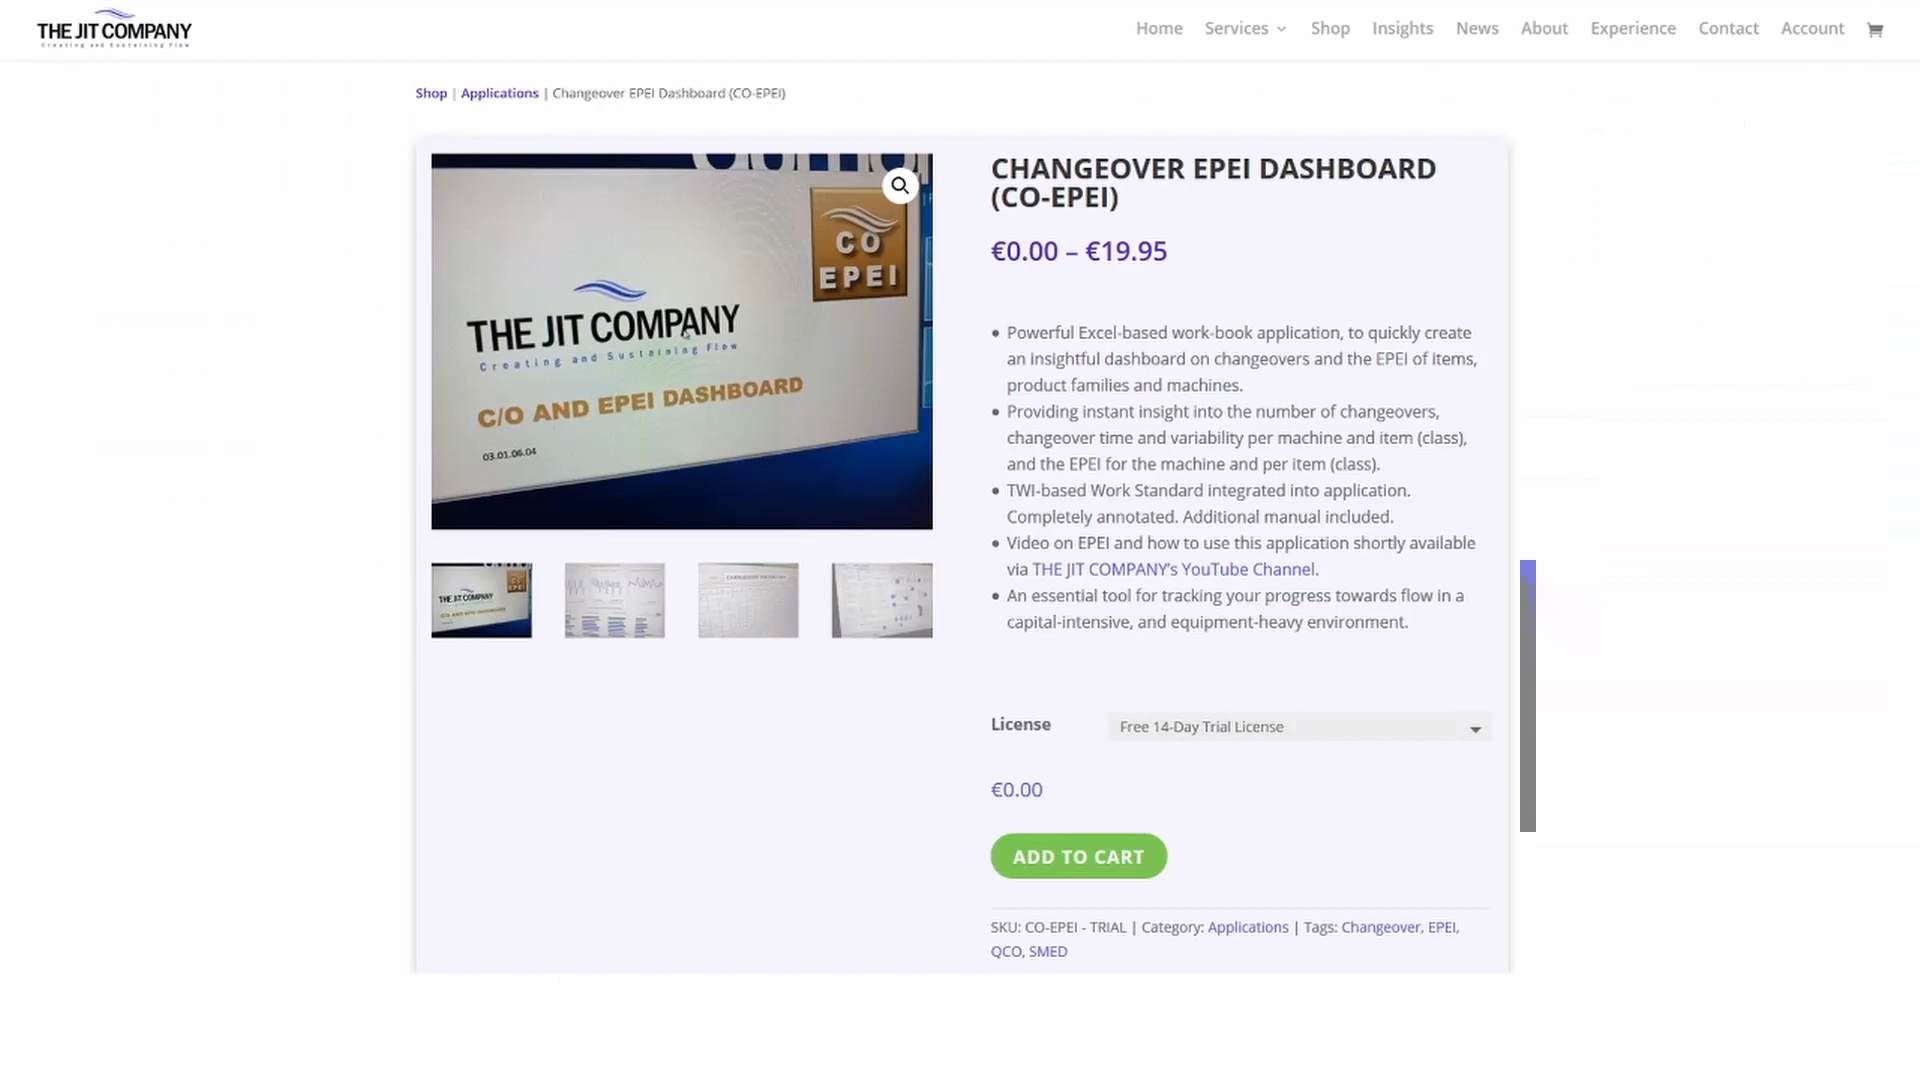 THE JIT COMPANY
Creating and Sustaining Flow
Home Services Shop Insights News About Experience Contact Account
Shop | Applications | Changeover EPEI Dashboard (CO-EPEI)
CO
EPEI
THE JIT COMPANY
Creating and Sustaining Flow
C/O AND EPEI DASHBOARD
03.01.06.04
CHANGEOVER EPEI DASHBOARD
(CO-EPEI)
€0.00 – €19.95
• Powerful Excel-based work-book application, to quickly create
an insightful dashboard on changeovers and the EPEI of items,
product families and machines.
• Providing instant insight into the number of changeovers,
changeover time and variability per machine and item (class),
and the EPEI for the machine and per item (class).
• TWI-based Work Standard integrated into application.
Completely annotated. Additional manual included.
• Video on EPEI and how to use this application shortly available
via THE JIT COMPANY’s YouTube Channel.
• An essential tool for tracking your progress towards flow in a
capital-intensive, and equipment-heavy environment.
License
Free 14-Day Trial License
€0.00
ADD TO CART
SKU: CO-EPEI - TRIAL | Category: Applications | Tags: Changeover, EPEI,
QCO, SMED